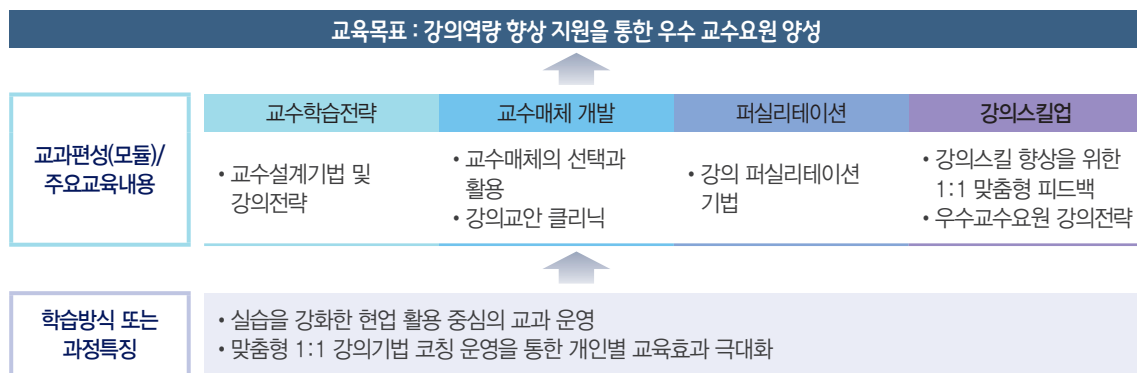 교육목표 : 강의역량 향상 지원을 통한 우수 교수요원 양성
교과편성(모듈)/
주요교육내용
교수학습전략
• 교수설계기법 및
강의전략
교수매체 개발
• 교수매체의 선택과
활용
• 강의교안 클리닉
퍼실리테이션
• 강의 퍼실리테이션
기법
강의스킬업
• 강의스킬 향상을 위한
1:1 맞춤형 피드백
• 우수교수요원 강의전략
학습방식 또는
과정특징
• 실습을 강화한 현업 활용 중심의 교과 운영
• 맞춤형 1:1 강의기법 코칭 운영을 통한 개인별 교육효과 극대화